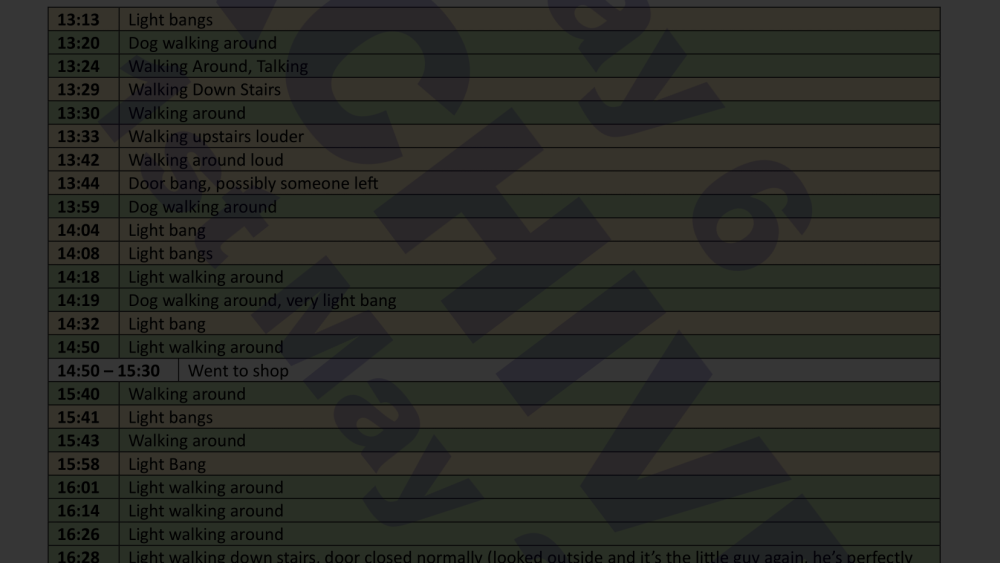 13:13 Light bangs
13:20 Dog walking around
13:24 Walking Around, Talking
13:29 Walking Down Stairs
13:30 Walking around
13:33 Walking upstairs louder
13:42 Walking around loud
13:44 Door bang, possibly someone left
13:59 Dog walking around
14:04 Light bang
14:08 Light bangs
14:18 Light walking around
14:19 Dog walking around, very light bang
14:32 Light bang
14:50 Light walking around
14:50 – 15:30 Went to shop
15:40 Walking around
15:41 Light bangs
15:43 Walking around
15:58 Light Bang
16:01 Light walking around
16:14 Light walking around
16:26 Light walking around
16:28 Light walking down stairs, door closed normally (looked outside and it’s the little guy again, he’s perfectly